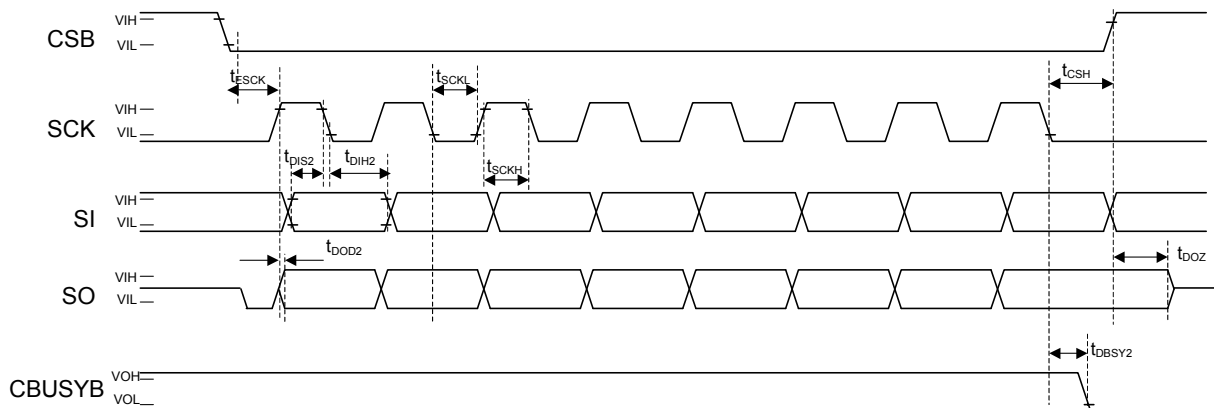 VIH
CSB
VIL
tESCK
tSCKL
tCSH
VIH
SCK
VIL
tDIS2
tDIH2
tSCKH
VIH
SI
VIL
tDOD2
tDOZ
VIH
SO
VIL
tDBSY2
VOH
CBUSYB
VOL